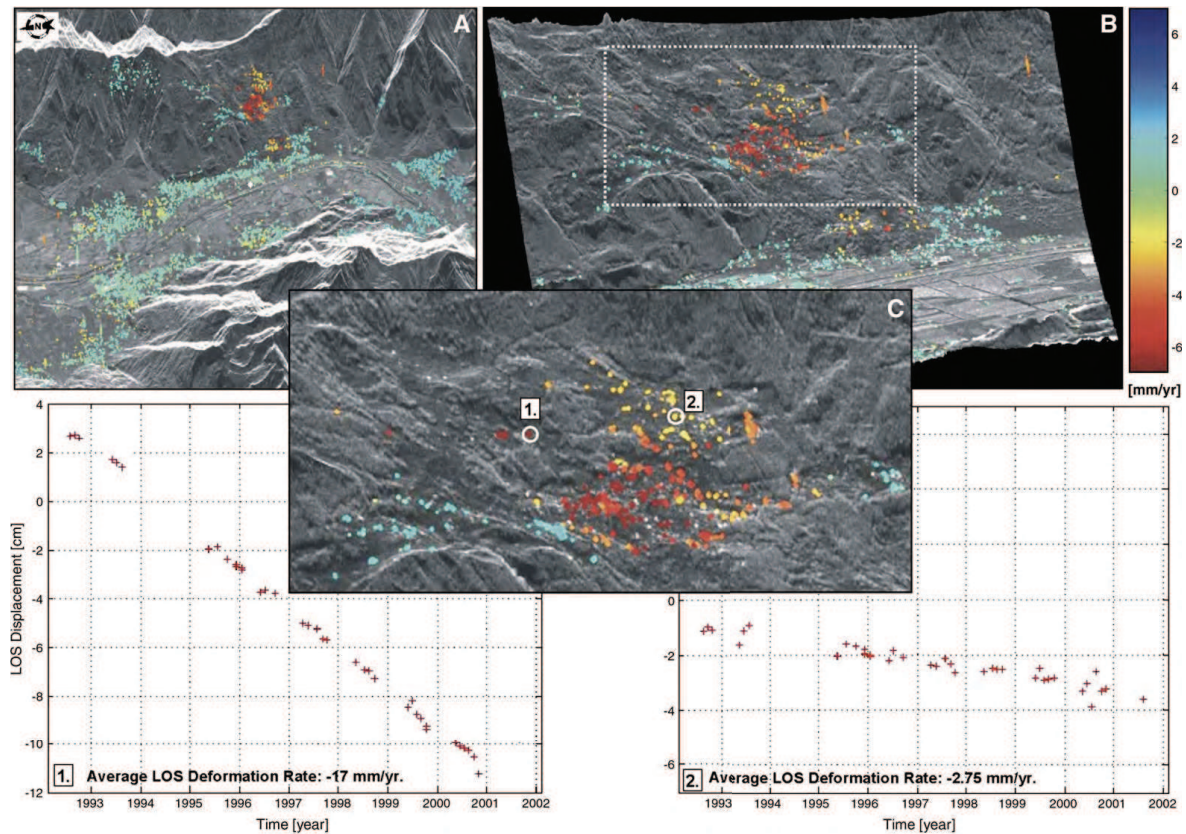 N
A
B
6
4
2
0
-2
-4
-6
[mm/yr]
C
1.
2.
4
2
0
-2
-4
-6
-8
-10
-12
LOS Displacement [cm]
1. Average LOS Deformation Rate: -17 mm/yr.
1993 1994 1995 1996 1997 1998 1999 2000 2001 2002
Time [year]
0
-2
-4
-6
2. Average LOS Deformation Rate: -2.75 mm/yr.
1993 1994 1995 1996 1997 1998 1999 2000 2001 2002
Time [year]